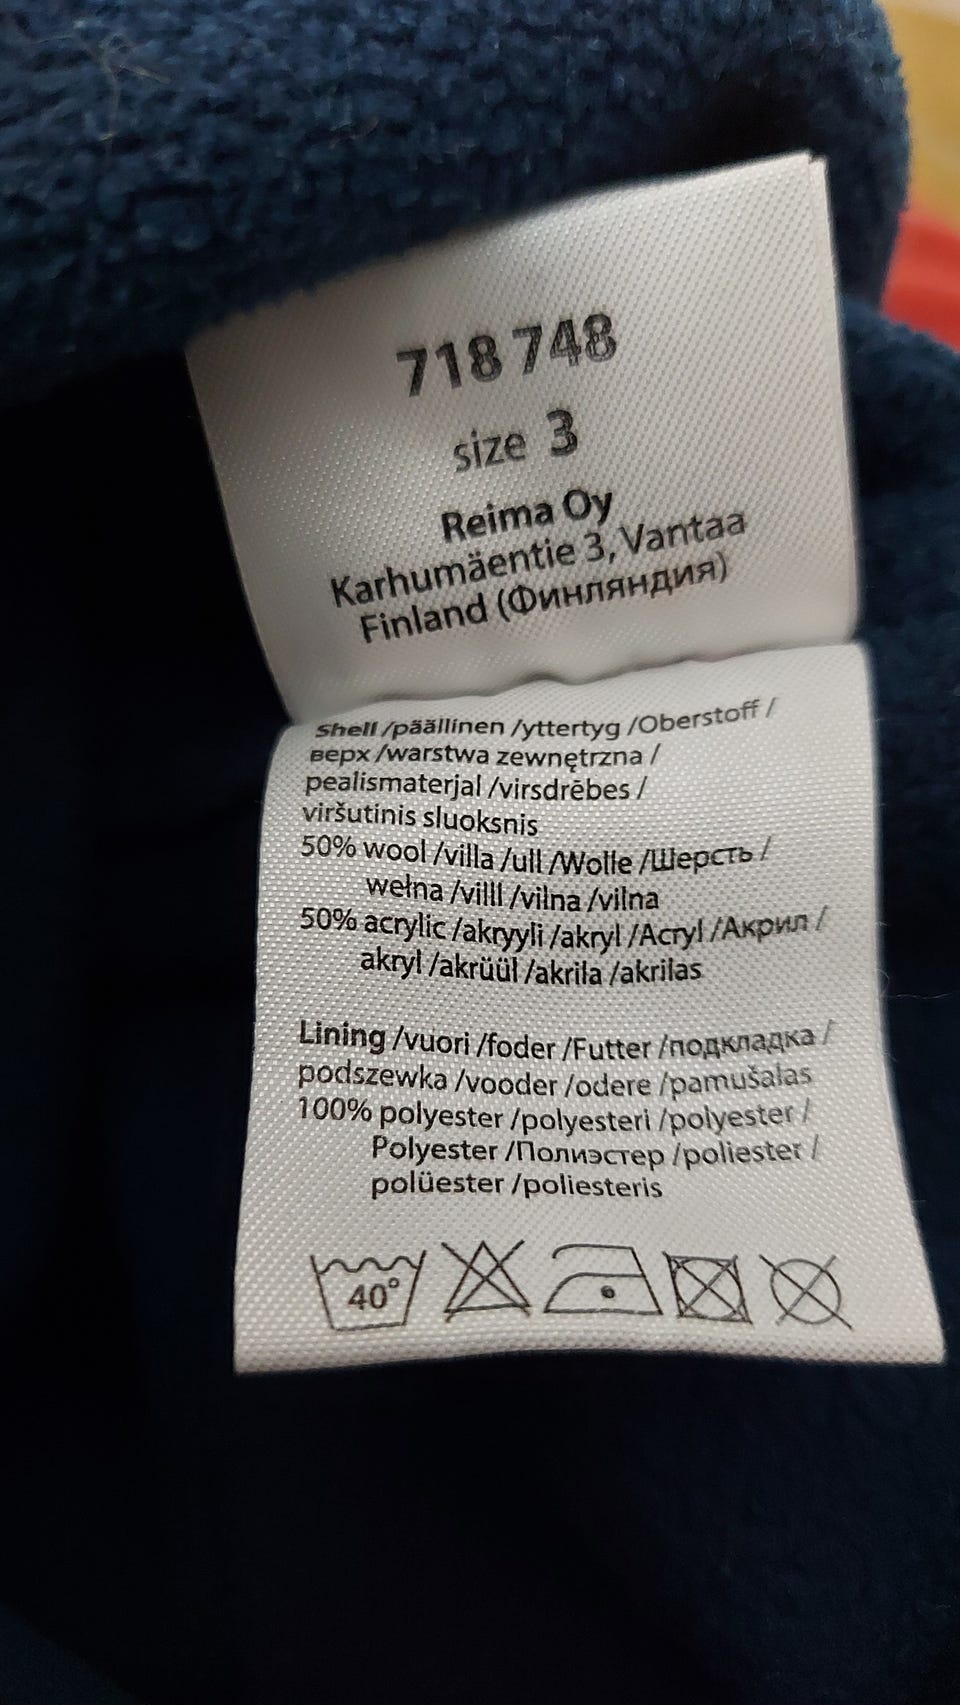 718 748
size 3
Reima Oy
Karhumäentie 3, Vantaa
Finland (Финляндия)
Shell /päällinen /yttertyg /Oberstoff /
верх /warstwa zewnętrzna /
pealismaterjal /virsdrēbes /
viršutinis sluoksnis
50% wool /villa /ull /Wolle /Шерсть /
wełna /villl /vilna /vilna
50% acrylic /akryyli /akryl /Acryl /Акрил /
akryl /akrüül /akrila /akrilas
Lining /vuori /foder /Futter /подкладка /
podszewka /vooder /odere /pamušalas
100% polyester /polyesteri /polyester /
Polyester /Полиэстер /poliester /
polüester /poliesteris
40°